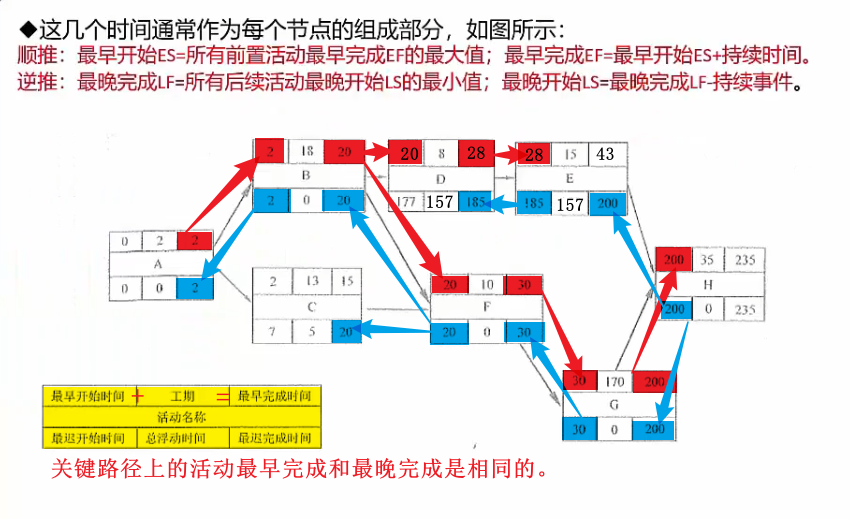 ◆这几个时间通常作为每个节点的组成部分，如图所示：
顺推：最早开始ES=所有前置活动最早完成EF的最大值；最早完成EF=最早开始ES+持续时间。
逆推：最晚完成LF=所有后续活动最晚开始LS的最小值；最晚开始LS=最晚完成LF-持续事件。
2 18 20
B
2 0 20
20 8 28
D
177 157 185
28 15 43
E
185 157 200
0 2 2
A
0 0 2
2 13 15
C
7 5 20
20 10 30
F
20 0 30
200 35 235
H
200 0 235
30 170 200
G
30 0 200
最早开始时间 + 工期 = 最早完成时间
活动名称
最迟开始时间 总浮动时间 最迟完成时间
关键路径上的活动最早完成和最晚完成是相同的。